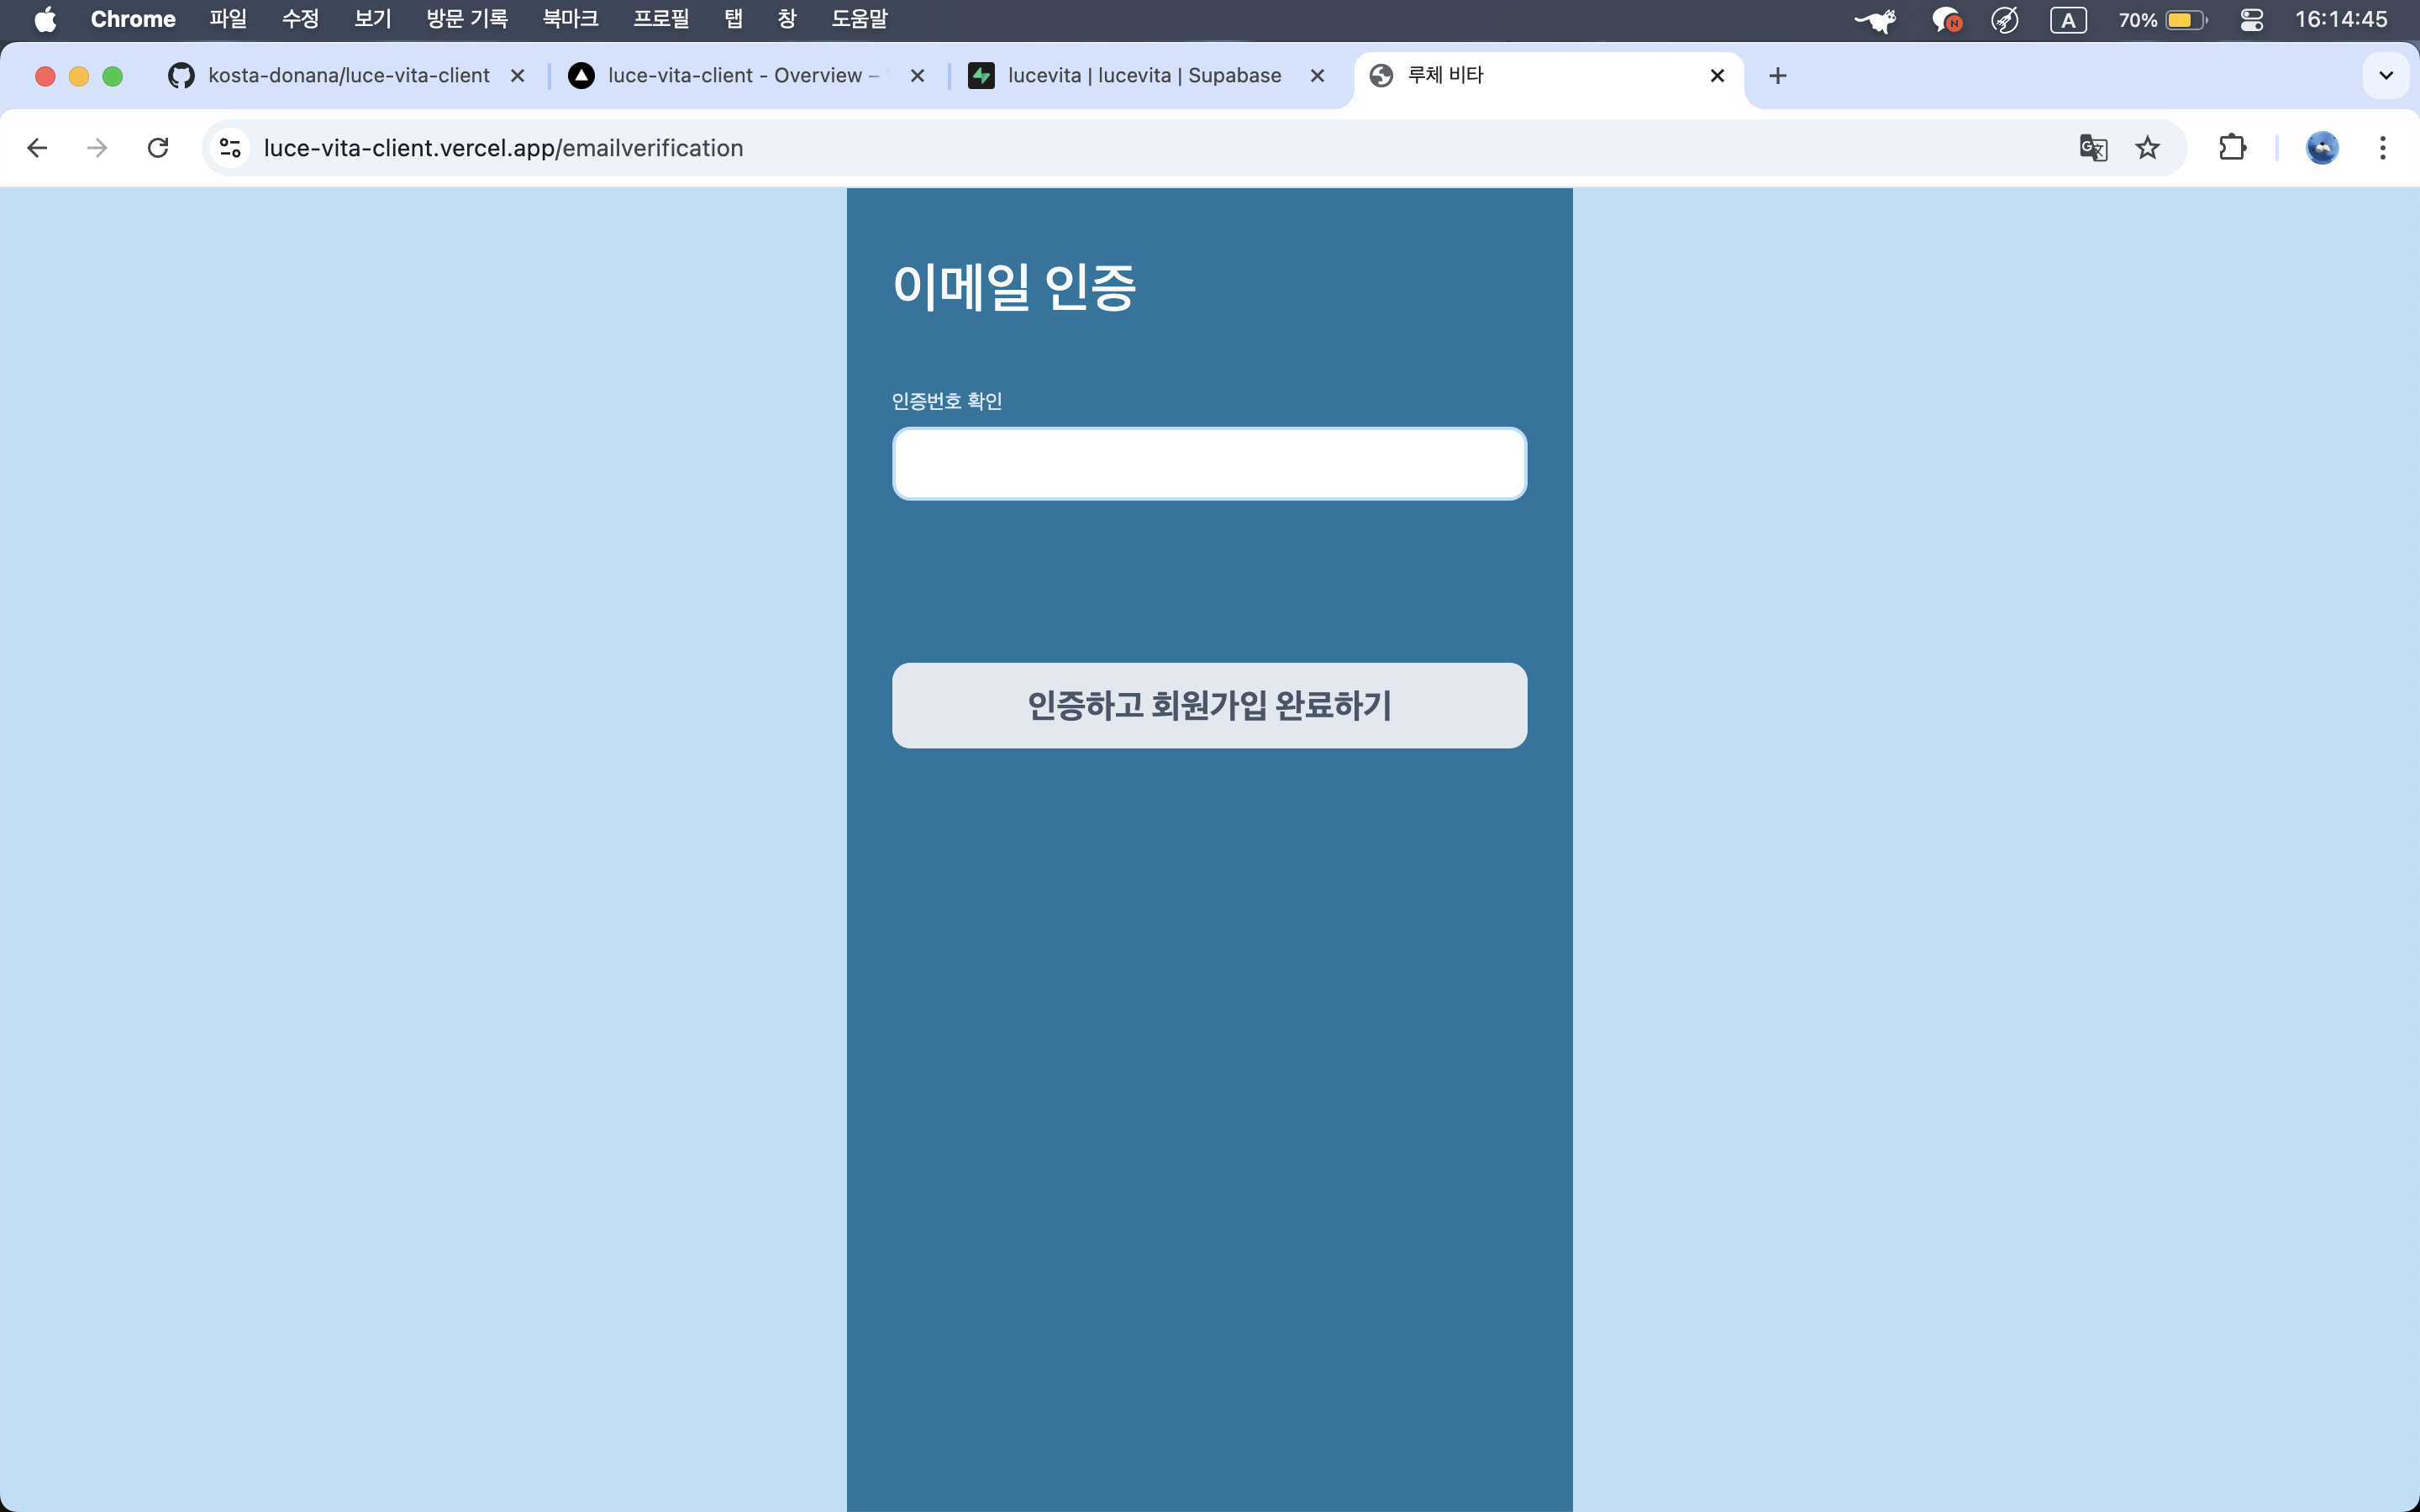 Chrome 파일 수정 보기 방문 기록 북마크 프로필 탭 창 도움말 N A 70% 16:14:45
kosta-donana/luce-vita-client luce-vita-client - Overview – lucevita | lucevita | Supabase 루체 비타
luce-vita-client.vercel.app/emailverification
이메일 인증
인증번호 확인
인증하고 회원가입 완료하기